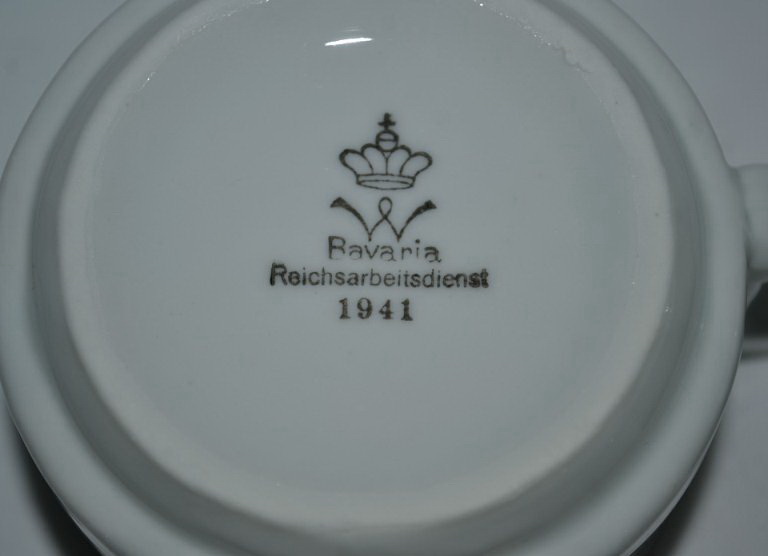 W
Bavaria
Reichsarbeitsdienst
1941